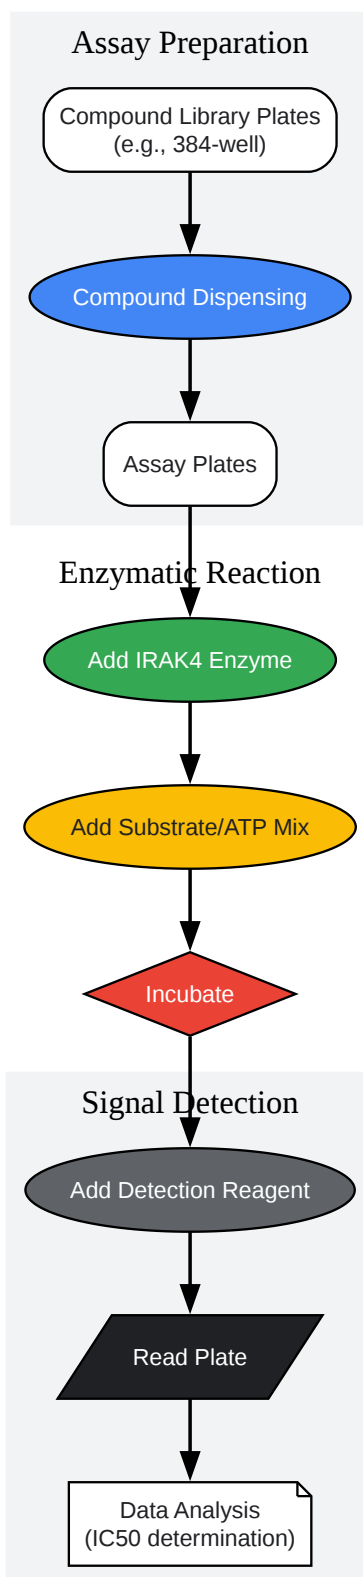 Assay Preparation
Compound Library Plates
(e.g., 384-well)
Compound Dispensing
Assay Plates
Enzymatic Reaction
Add IRAK4 Enzyme
Add Substrate/ATP Mix
Incubate
Signal Detection
Add Detection Reagent
Read Plate
Data Analysis
(IC50 determination)